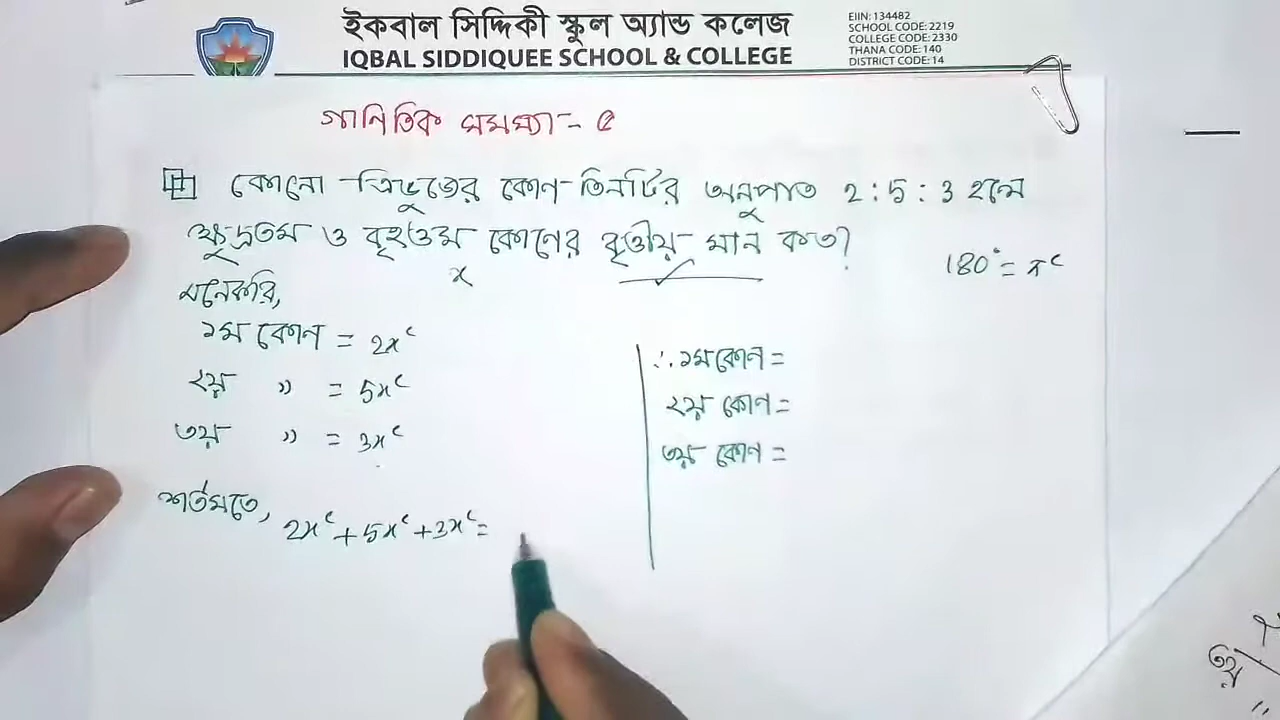 ইকবাল সিদ্দিকী স্কুল অ্যান্ড কলেজ
IQBAL SIDDIQUEE SCHOOL & COLLEGE
EIIN: 134482
SCHOOL CODE: 2219
COLLEGE CODE: 2330
THANA CODE: 140
DISTRICT CODE: 14
গাণিতিক সমস্যা - ৫
কোনো ত্রিভুজের কোণ তিনটির অনুপাত 2 : 5 : 3 হলে
ক্ষুদ্রতম ও বৃহত্তম কোণের বৃত্তীয় মান কত?
x
180° = π^c
মনেকরি,
১ম কোণ = 2x^c
২য় " = 5x^c
৩য় " = 3x^c
শর্তমতে,
2x^c + 5x^c + 3x^c =
∴ ১ম কোণ =
২য় কোণ =
৩য় কোণ =